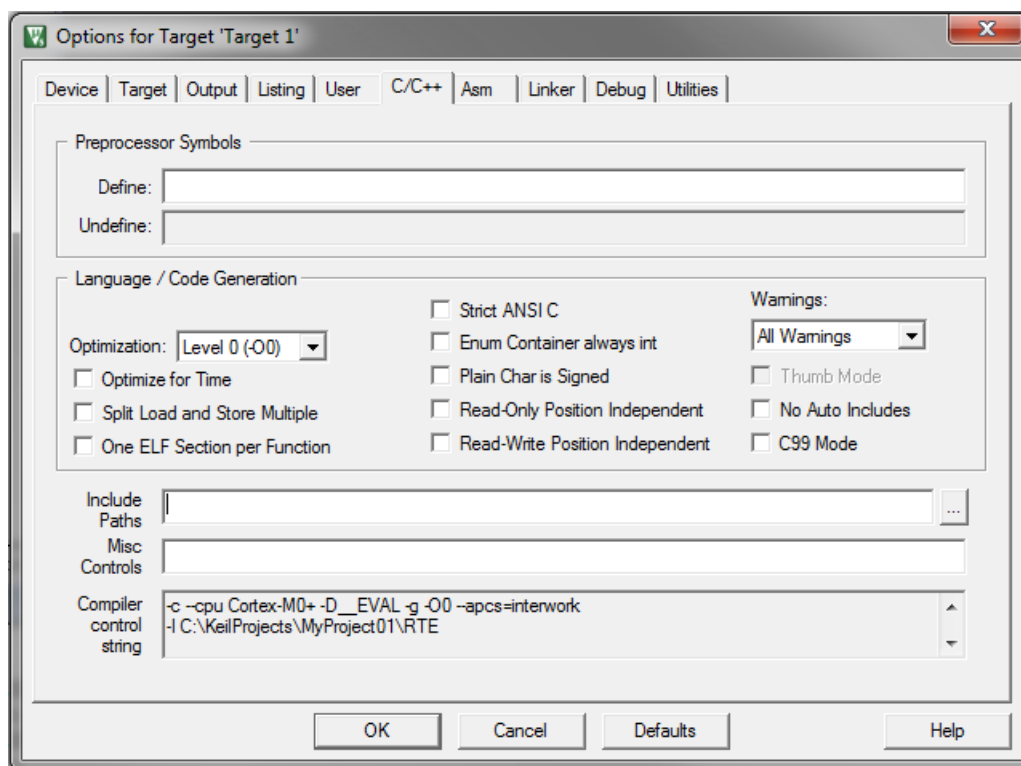 Options for Target 'Target 1'
Device Target Output Listing User C/C++ Asm Linker Debug Utilities
Preprocessor Symbols
Define:
Undefine:
Language / Code Generation
Optimization: Level 0 (-O0)
Optimize for Time
Split Load and Store Multiple
One ELF Section per Function
Strict ANSI C
Enum Container always int
Plain Char is Signed
Read-Only Position Independent
Read-Write Position Independent
Warnings:
All Warnings
Thumb Mode
No Auto Includes
C99 Mode
Include
Paths
...
Misc
Controls
Compiler
control
string
-c --cpu Cortex-M0+ -D__EVAL -g -O0 --apcs=interwork
-I C:\KeilProjects\MyProject01\RTE
OK Cancel Defaults Help